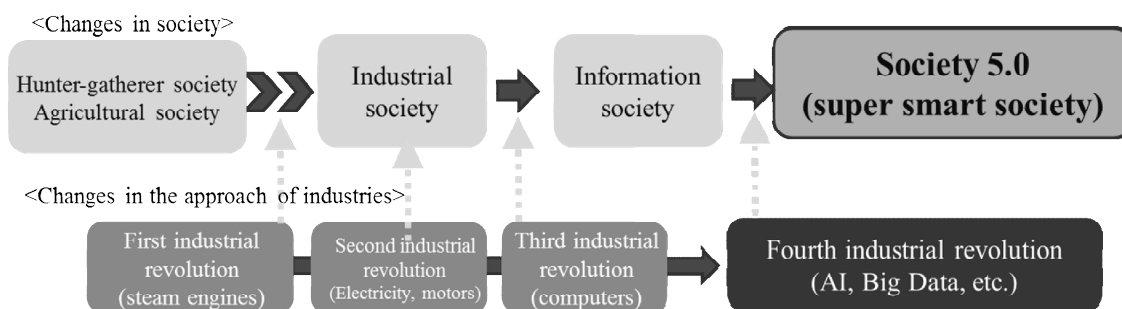 <Changes in society>
Hunter-gatherer society
Agricultural society
Industrial
society
Information
society
Society 5.0
(super smart society)
<Changes in the approach of industries>
First industrial
revolution
(steam engines)
Second industrial
revolution
(Electricity, motors)
Third industrial
revolution
(computers)
Fourth industrial revolution
(AI, Big Data, etc.)